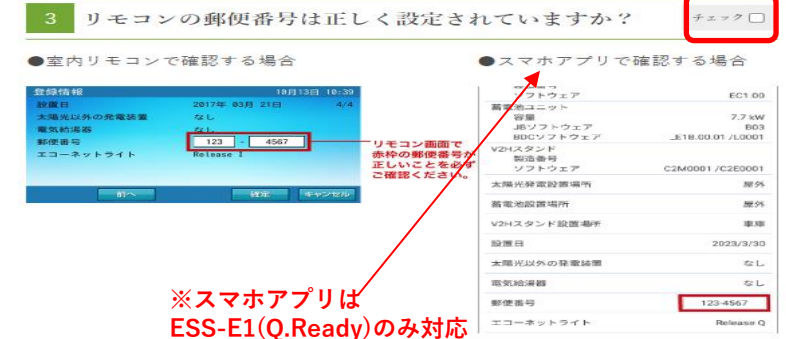 3 リモコンの郵便番号は正しく設定されていますか？ チェック
●室内リモコンで確認する場合
登録情報 10月13日 10:39
設置日 2017年 03月 21日 4/4
太陽光以外の発電装置 なし
電気給湯器 なし
郵便番号 123 - 4567
エコーネットライト Release I
前へ 確定 キャンセル
リモコン画面で
赤枠の郵便番号が
正しいことを必ず
ご確認ください。
●スマホアプリで確認する場合
ソフトウェア EC1.00
蓄電池ユニット
容量 7.7 kW
JBソフトウェア B03
BDCソフトウェア _E1B.00.01 /L0001
V2Hスタンド
製造番号
ソフトウェア C2M0001 /C2E0001
太陽光発電設置場所 屋外
蓄電池設置場所 屋外
V2Hスタンド設置場所 車庫
設置日 2023/3/30
太陽光以外の発電装置 なし
電気給湯器 なし
郵便番号 123-4567
エコーネットライト Release Q
※スマホアプリは
ESS-E1(Q.Ready)のみ対応